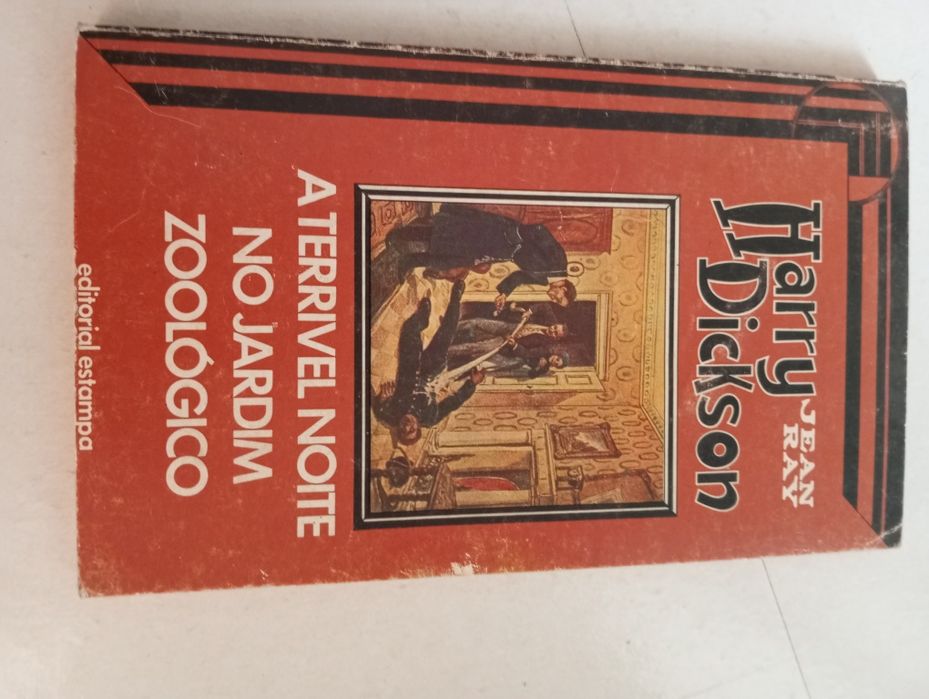 Harry
JEAN
RAY
Dickson
A TERRIVEL NOITE
NO JARDIM
ZOOLÓGICO
editorial estampa